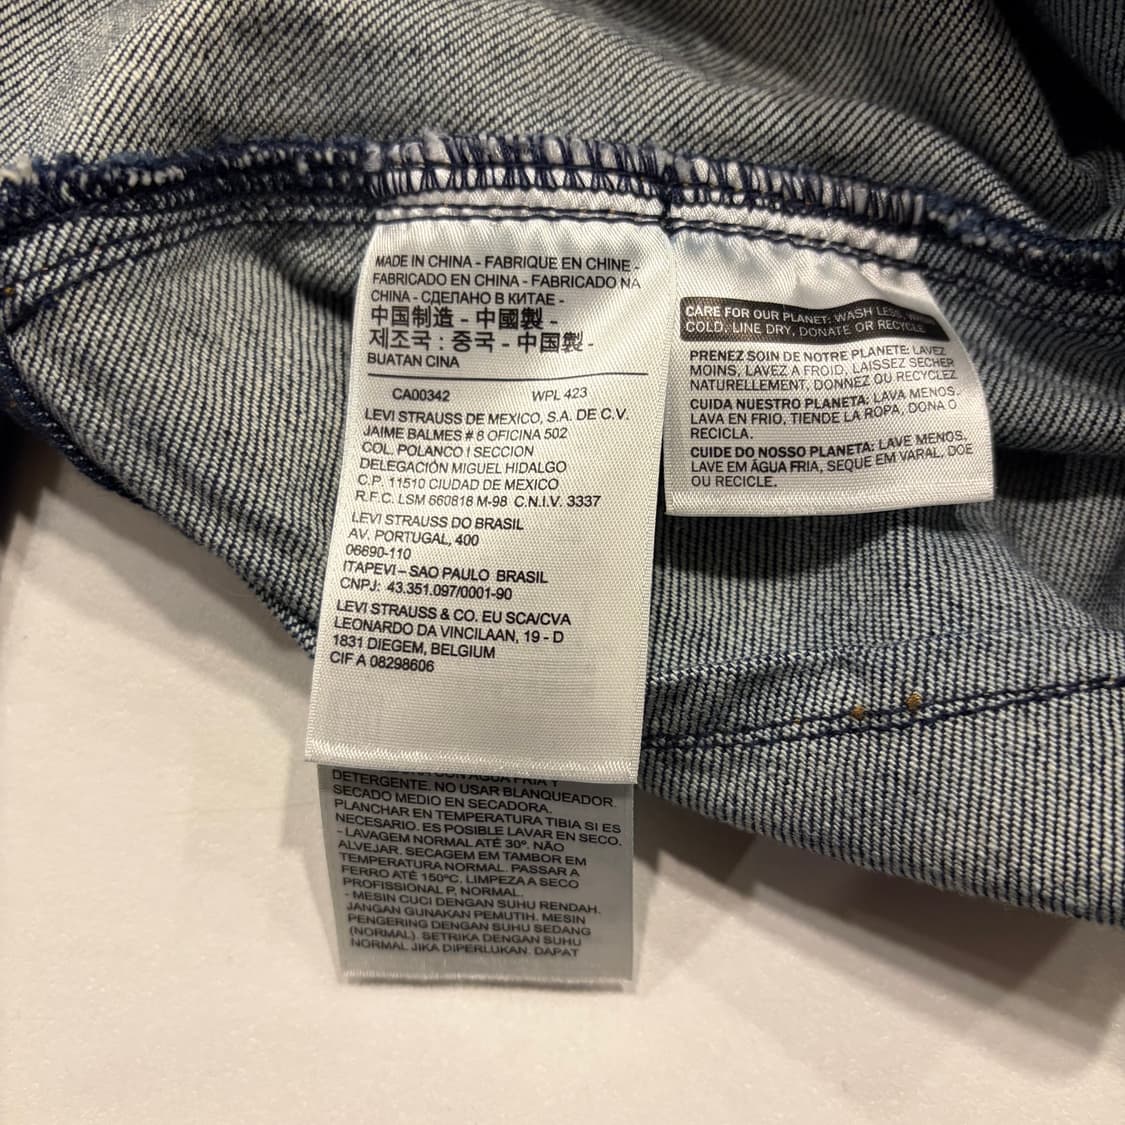 MADE IN CHINA - FABRIQUE EN CHINE -
FABRICADO EN CHINA - FABRICADO NA
CHINA - СДЕЛАНО В КИТАЕ -
中国制造 - 中國製 -
제조국 : 중국 - 中国製 -
BUATAN CINA
CA00342 WPL 423
LEVI STRAUSS DE MEXICO, S.A. DE C.V.
JAIME BALMES # 8 OFICINA 502
COL. POLANCO I SECCION
DELEGACIÓN MIGUEL HIDALGO
C.P. 11510 CIUDAD DE MEXICO
R.F.C. LSM 660818 M-98 C.N.I.V. 3337
LEVI STRAUSS DO BRASIL
AV. PORTUGAL, 400
06690-110
ITAPEVI – SAO PAULO BRASIL
CNPJ: 43.351.097/0001-90
LEVI STRAUSS & CO. EU SCA/CVA
LEONARDO DA VINCILAAN, 19 - D
1831 DIEGEM, BELGIUM
CIF A 08298606
CON AGUA FRIA Y
DETERGENTE. NO USAR BLANQUEADOR.
SECADO MEDIO EN SECADORA.
PLANCHAR EN TEMPERATURA TIBIA SI ES
NECESARIO. ES POSIBLE LAVAR EN SECO.
- LAVAGEM NORMAL ATÉ 30º. NÃO
ALVEJAR. SECAGEM EM TAMBOR EM
TEMPERATURA NORMAL. PASSAR A
FERRO ATÉ 150ºC. LIMPEZA A SECO
PROFISSIONAL P, NORMAL.
- MESIN CUCI DENGAN SUHU RENDAH.
JANGAN GUNAKAN PEMUTIH. MESIN
PENGERING DENGAN SUHU SEDANG
(NORMAL). SETRIKA DENGAN SUHU
NORMAL JIKA DIPERLUKAN. DAPAT
CARE FOR OUR PLANET: WASH LESS,
COLD, LINE DRY, DONATE OR RECYCLE.
PRENEZ SOIN DE NOTRE PLANETE: LAVEZ
MOINS, LAVEZ A FROID, LAISSEZ SECHER
NATURELLEMENT, DONNEZ OU RECYCLEZ
CUIDA NUESTRO PLANETA: LAVA MENOS,
LAVA EN FRIO, TIENDE LA ROPA, DONA O
RECICLA.
CUIDE DO NOSSO PLANETA: LAVE MENOS,
LAVE EM ÁGUA FRIA, SEQUE EM VARAL, DOE
OU RECICLE.